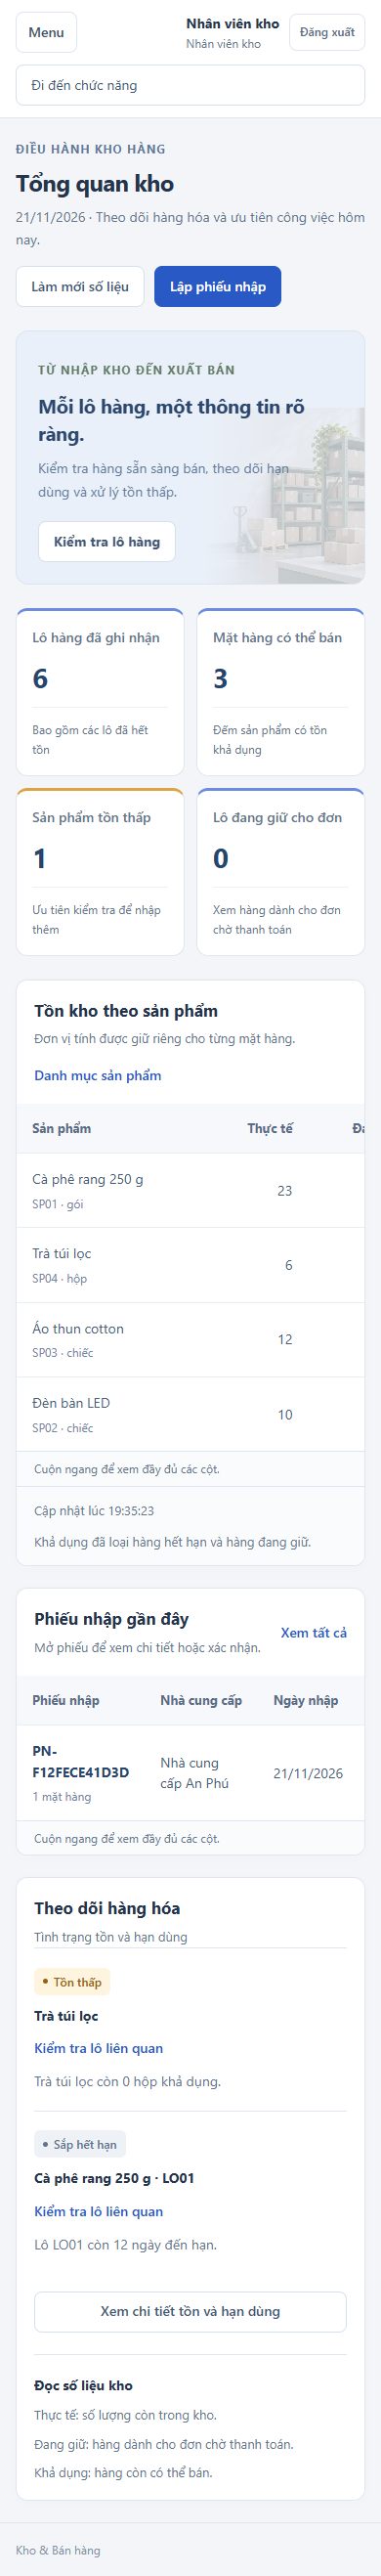 Menu
Nhân viên kho
Nhân viên kho
Đăng xuất
Đi đến chức năng
ĐIỀU HÀNH KHO HÀNG
Tổng quan kho
21/11/2026 · Theo dõi hàng hóa và ưu tiên công việc hôm
nay.
Làm mới số liệu
Lập phiếu nhập
TỪ NHẬP KHO ĐẾN XUẤT BÁN
Mỗi lô hàng, một thông tin rõ
ràng.
Kiểm tra hàng sẵn sàng bán, theo dõi hạn
dùng và xử lý tồn thấp.
Kiểm tra lô hàng
Lô hàng đã ghi nhận
6
Bao gồm các lô đã hết
tồn
Mặt hàng có thể bán
3
Đếm sản phẩm có tồn
khả dụng
Sản phẩm tồn thấp
1
Ưu tiên kiểm tra để nhập
thêm
Lô đang giữ cho đơn
0
Xem hàng dành cho đơn
chờ thanh toán
Tồn kho theo sản phẩm
Đơn vị tính được giữ riêng cho từng mặt hàng.
Danh mục sản phẩm
Sản phẩm Thực tế
Cà phê rang 250 g
SP01 · gói
23
Trà túi lọc
SP04 · hộp
6
Áo thun cotton
SP03 · chiếc
12
Đèn bàn LED
SP02 · chiếc
10
Cuộn ngang để xem đầy đủ các cột.
Cập nhật lúc 19:35:23
Khả dụng đã loại hàng hết hạn và hàng đang giữ.
Phiếu nhập gần đây
Mở phiếu để xem chi tiết hoặc xác nhận.
Xem tất cả
Phiếu nhập Nhà cung cấp Ngày nhập
PN-
F12FECE41D3D
1 mặt hàng
Nhà cung
cấp An Phú
21/11/2026
Cuộn ngang để xem đầy đủ các cột.
Theo dõi hàng hóa
Tình trạng tồn và hạn dùng
Tồn thấp
Trà túi lọc
Kiểm tra lô liên quan
Trà túi lọc còn 0 hộp khả dụng.
Sắp hết hạn
Cà phê rang 250 g · LO01
Kiểm tra lô liên quan
Lô LO01 còn 12 ngày đến hạn.
Xem chi tiết tồn và hạn dùng
Đọc số liệu kho
Thực tế: số lượng còn trong kho.
Đang giữ: hàng dành cho đơn chờ thanh toán.
Khả dụng: hàng còn có thể bán.
Kho & Bán hàng